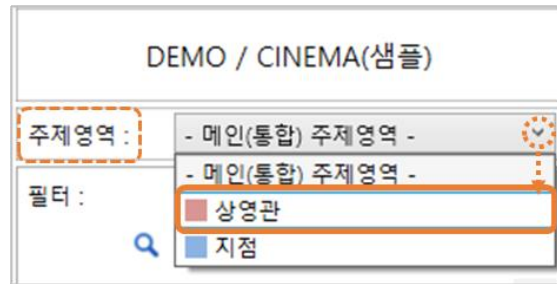 DEMO / CINEMA(샘플)
주제영역 : - 메인(통합) 주제영역 -
- 메인(통합) 주제영역 -
필터 :
상영관
지점